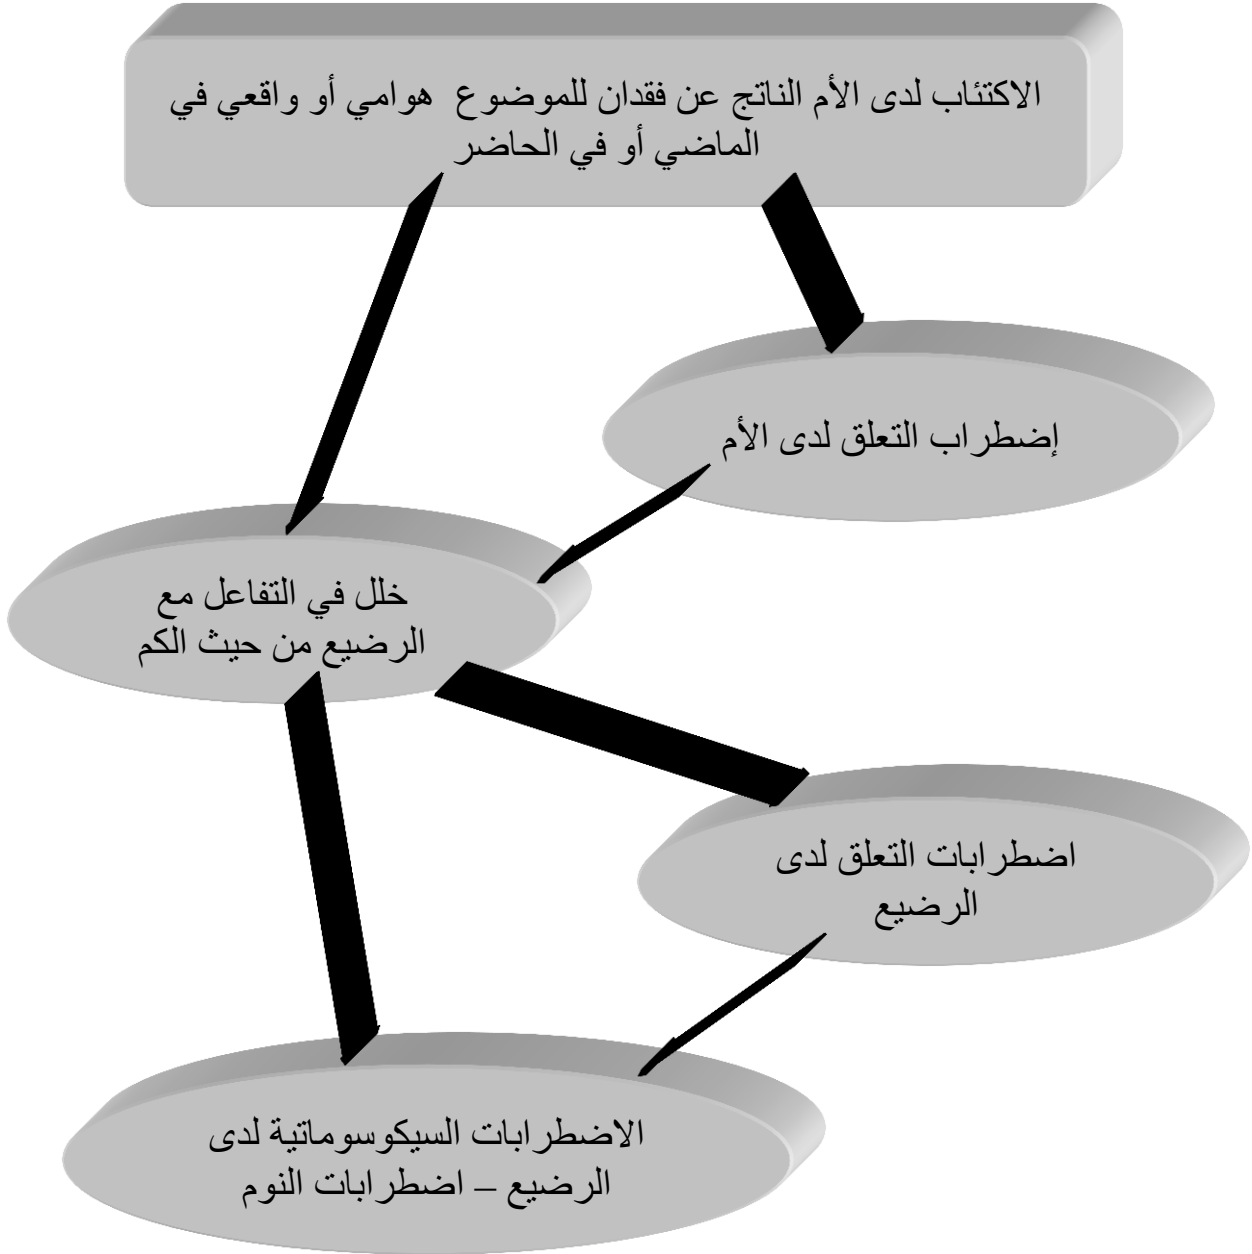 الاكتئاب لدى الأم الناتج عن فقدان للموضوع هوامي أو واقعي في
الماضي أو في الحاضر
إضطراب التعلق لدى الأم
خلل في التفاعل مع
الرضيع من حيث الكم
اضطرابات التعلق لدى
الرضيع
الاضطرابات السيكوسوماتية لدى
الرضيع – اضطرابات النوم